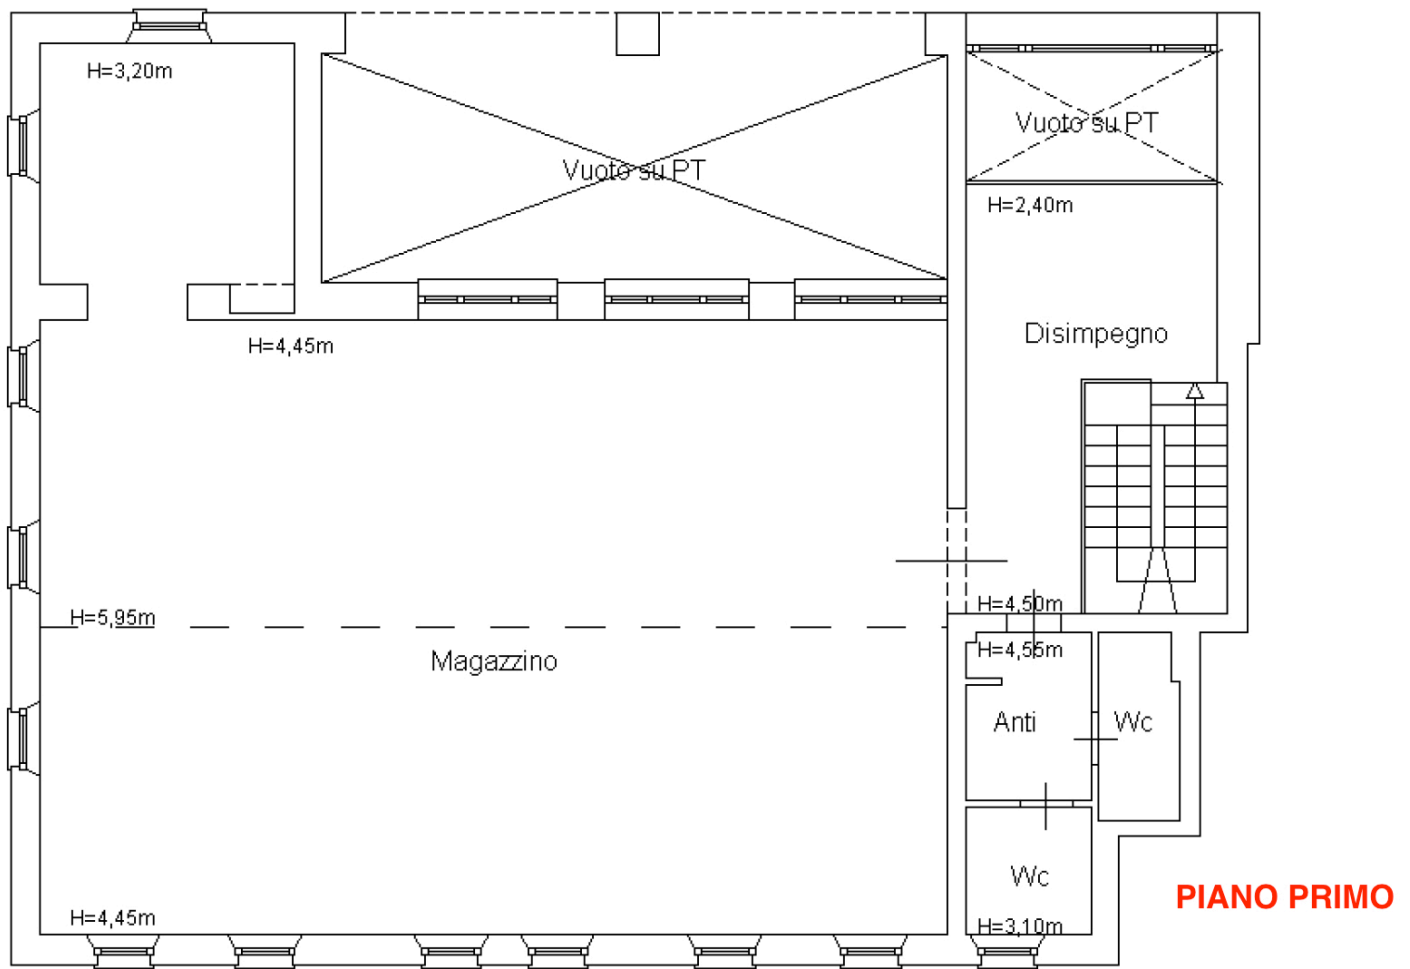 H=3,20m
Vuoto su PT
Vuoto su PT
H=2,40m
Disimpegno
H=4,45m
H=4,50m
H=5,95m
H=4,55m
Magazzino
Anti
Wc
Wc
PIANO PRIMO
H=4,45m
H=3,10m